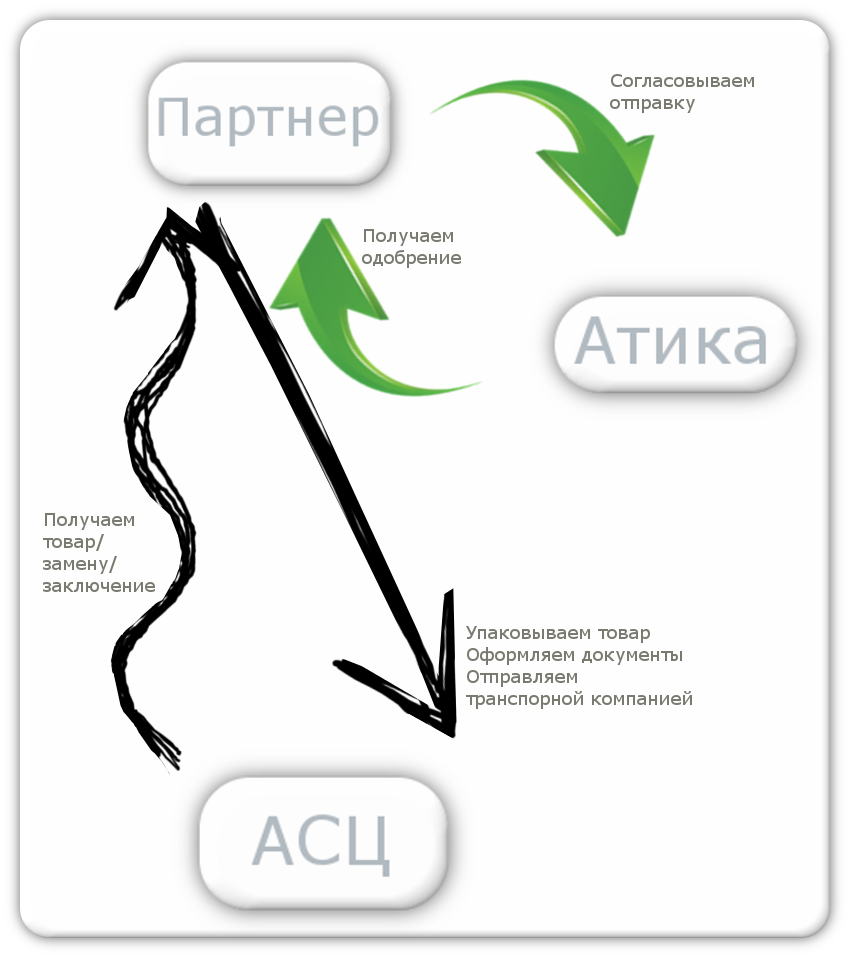 Партнер
Согласовываем
отправку
Получаем
одобрение
Атика
Получаем
товар/
замену/
заключение
Упаковываем товар
Оформляем документы
Отправляем
транспорной компанией
АСЦ